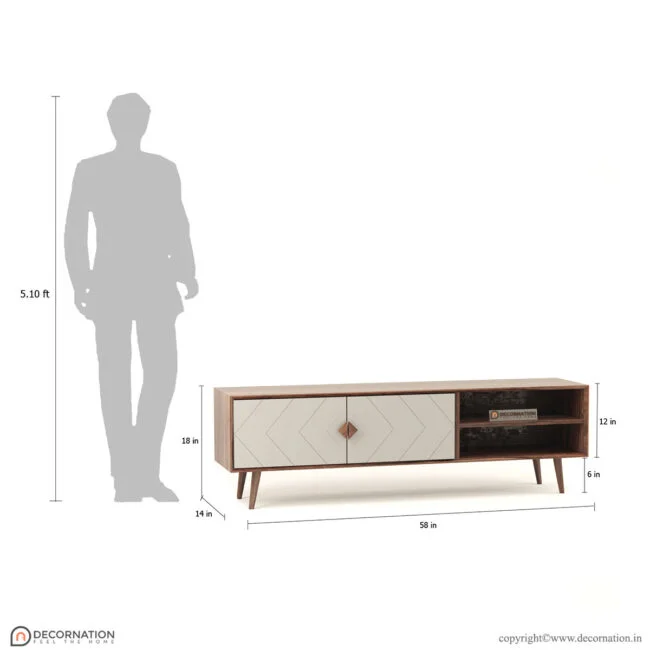 5.10 ft
18 in
14 in
58 in
12 in
6 in
DECORNATION
DECORNATION
FEEL THE HOME
copyright©www.decornation.in